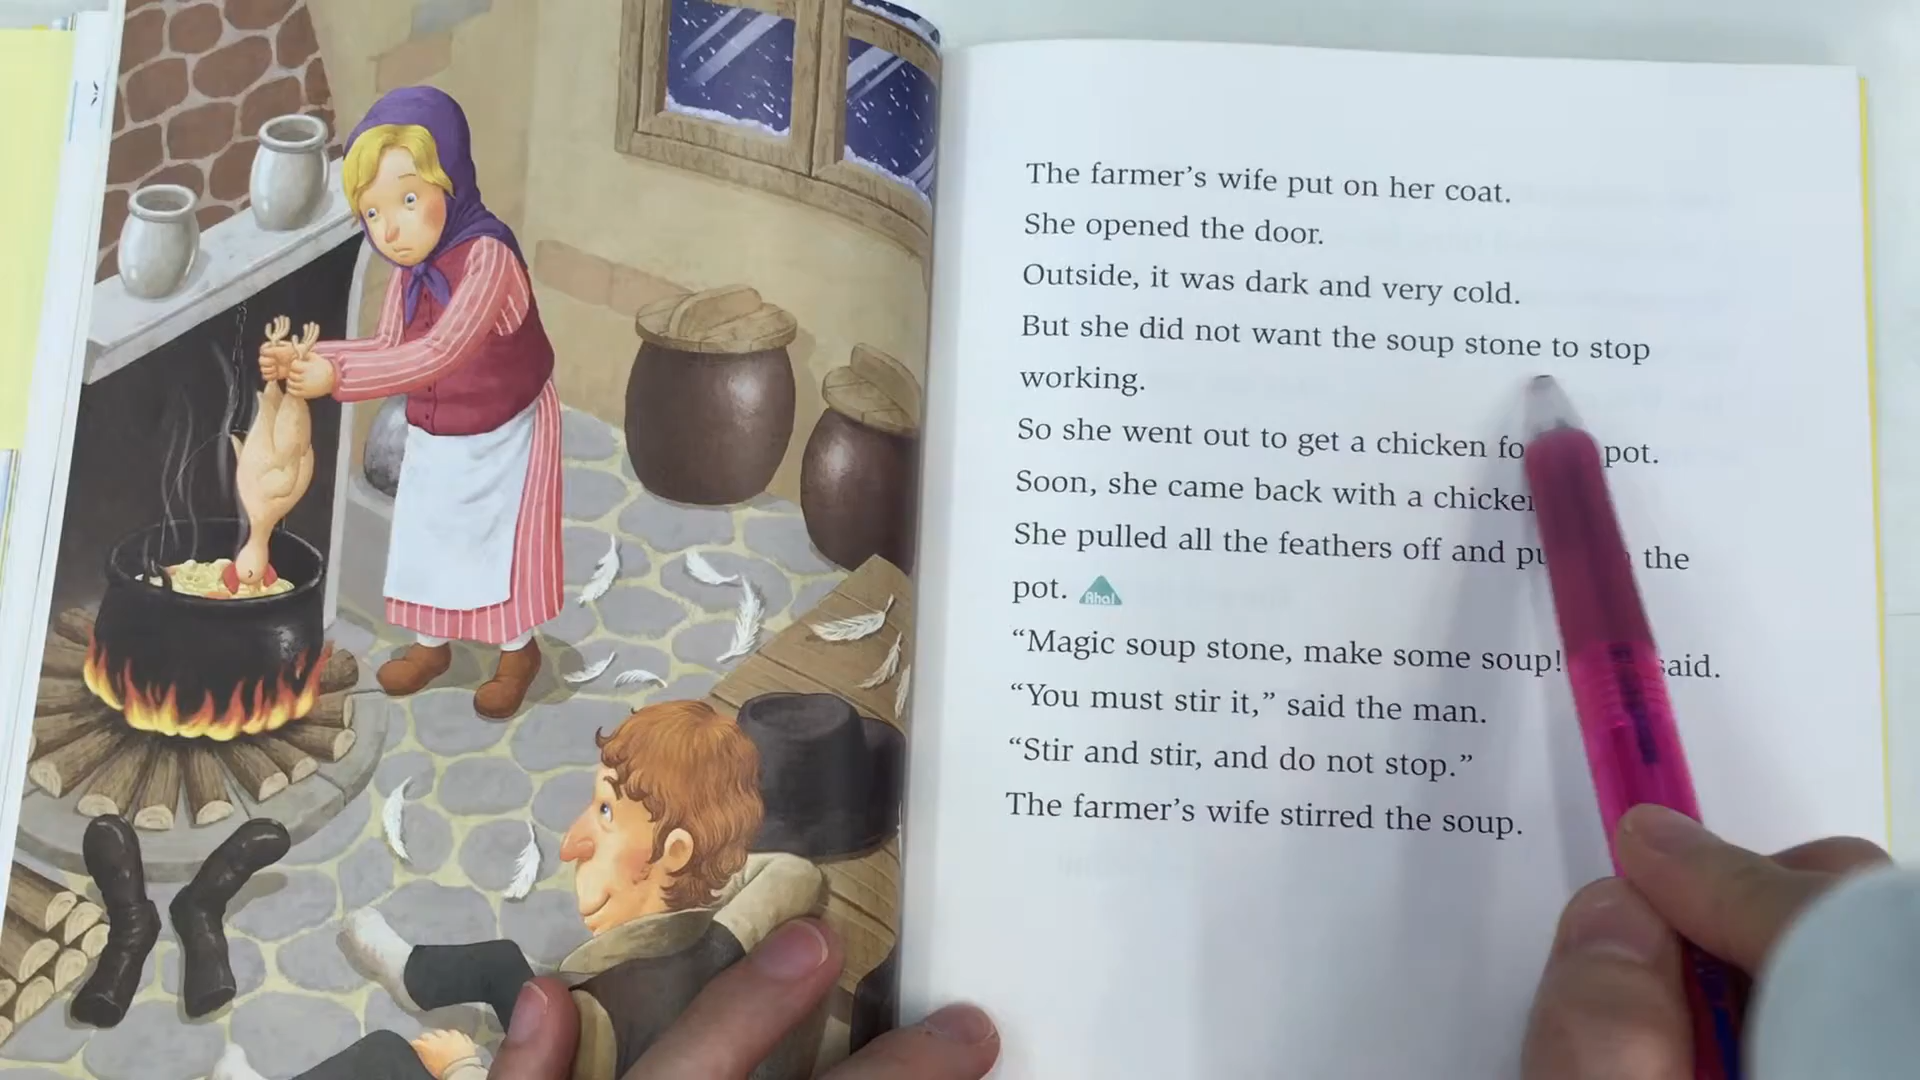 The farmer's wife put on her coat.
She opened the door.
Outside, it was dark and very cold.
But she did not want the soup stone to stop
working.
So she went out to get a chicken pot.
Soon, she came back with a
She pulled all the feathers off and the
pot. Aha!
“Magic soup stone, make some soup! said.
“You must stir it,” said the man.
“Stir and stir, and do not stop.”
The farmer's wife stirred the soup.